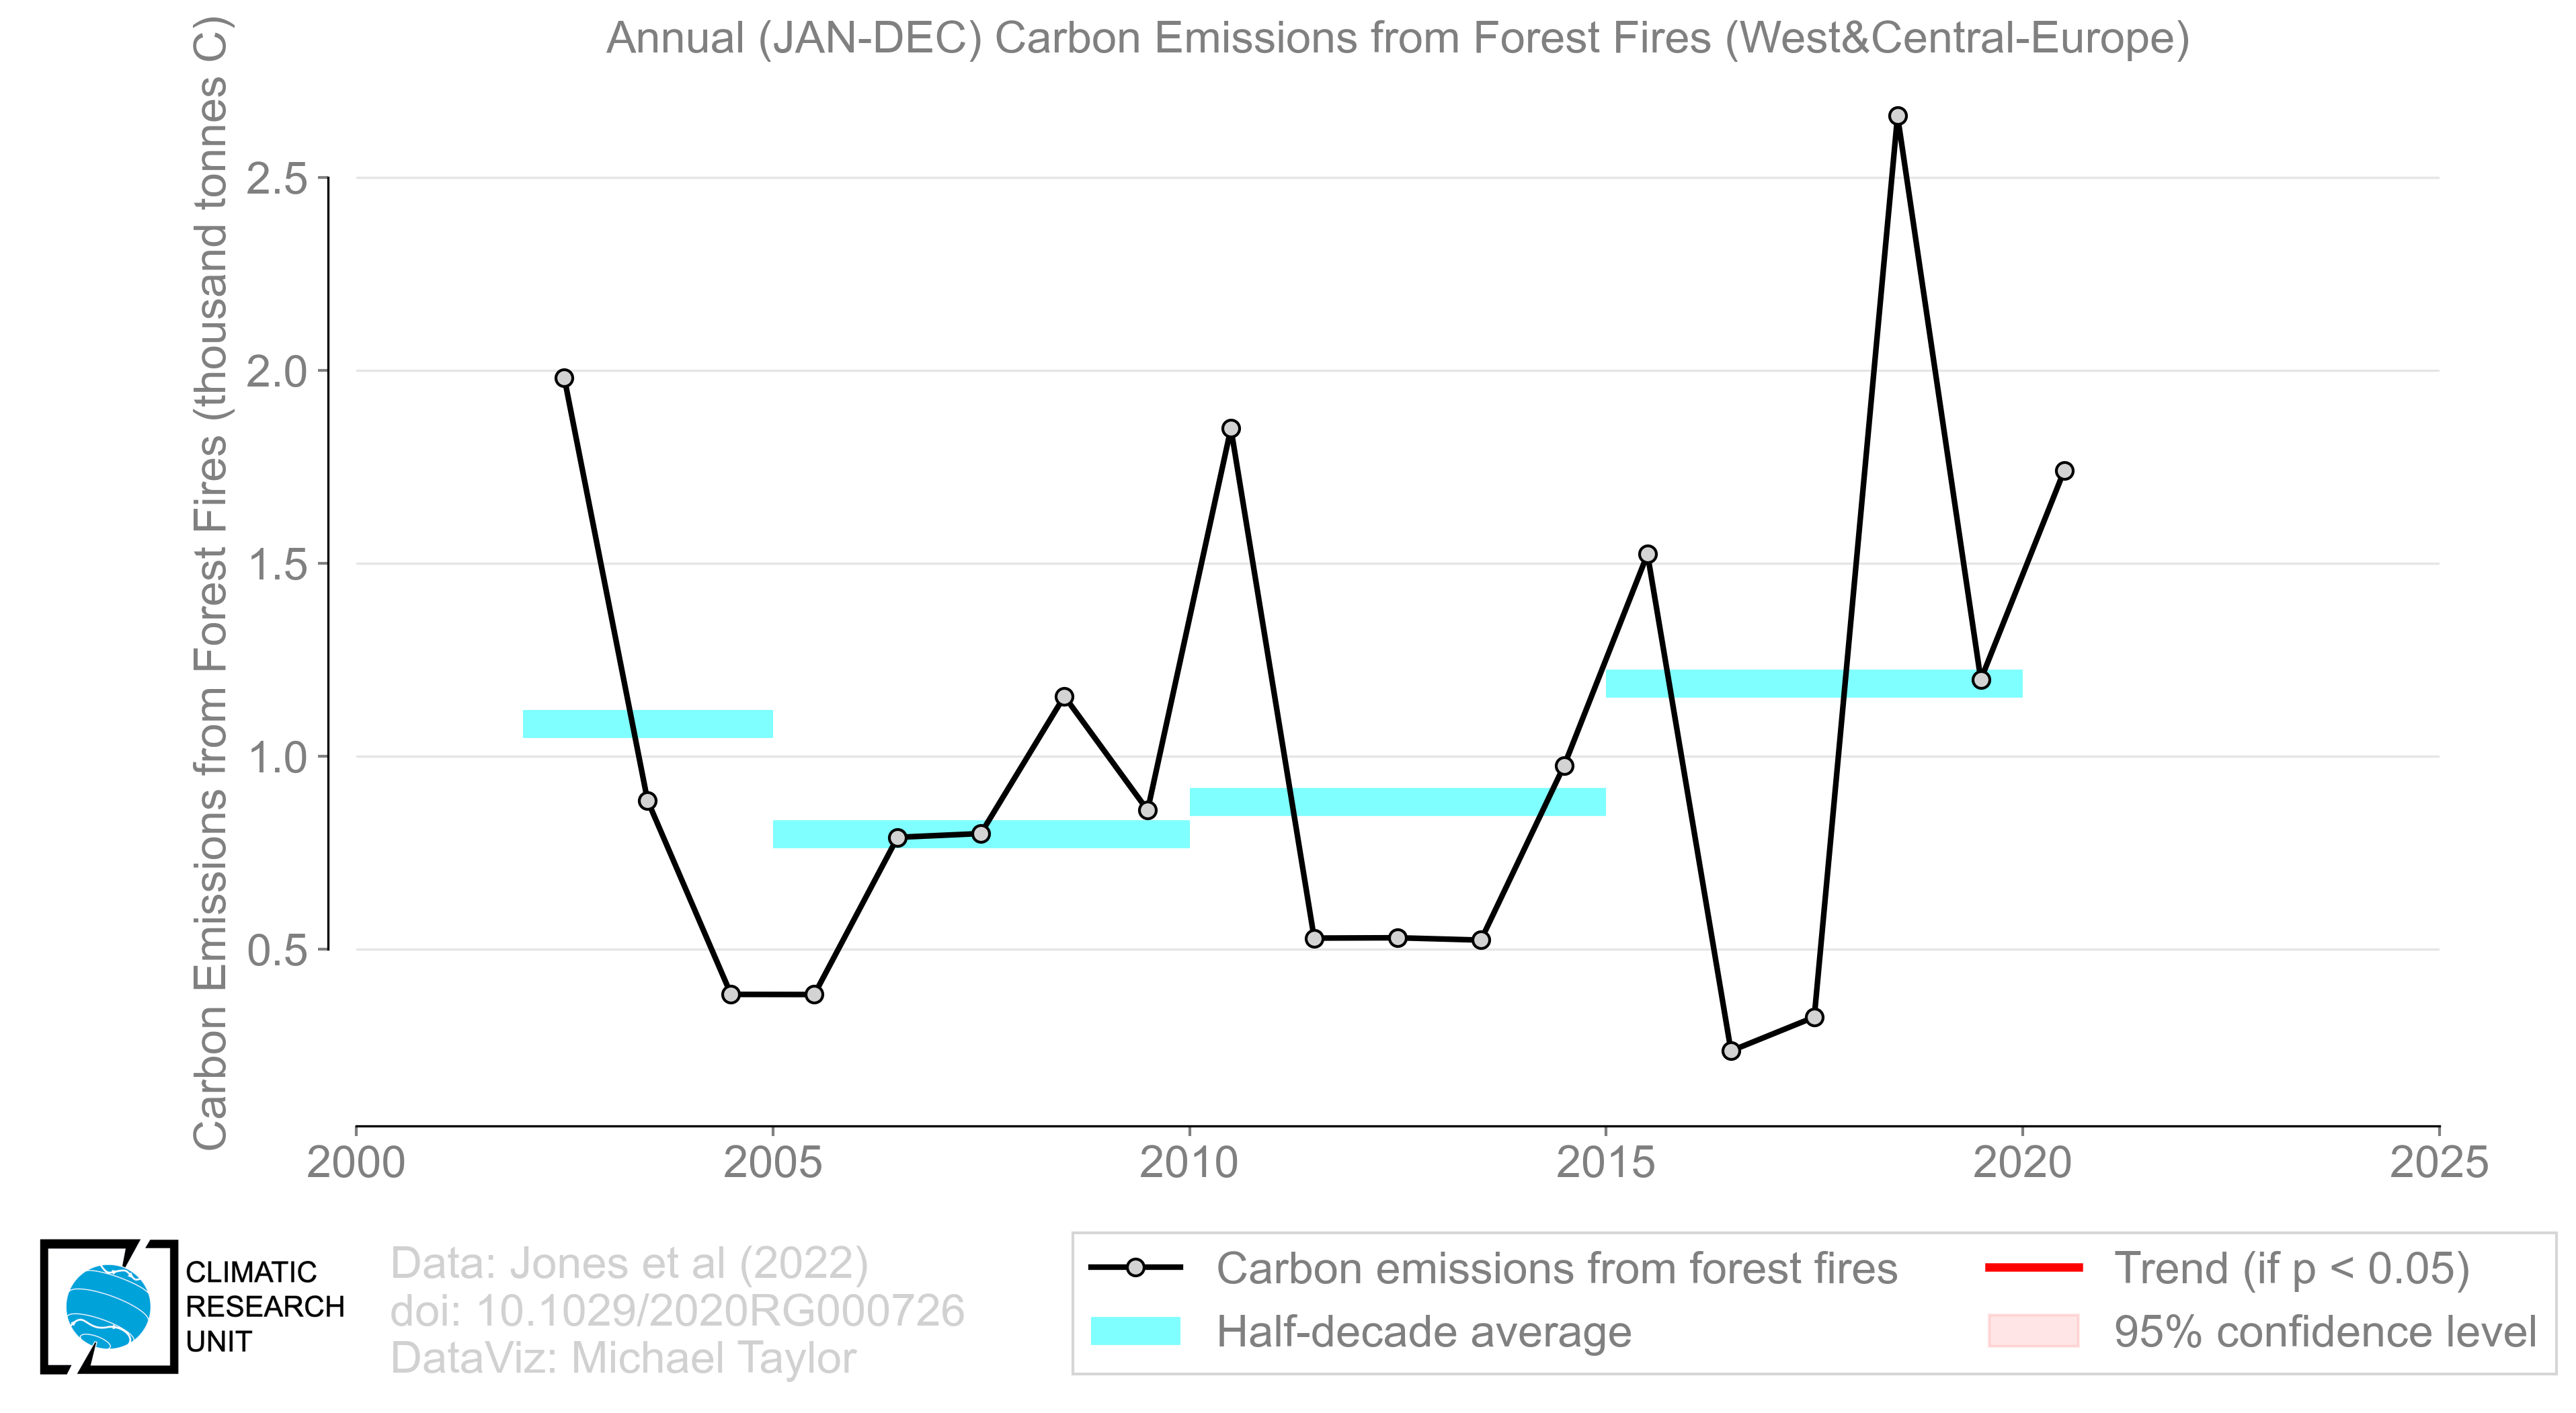 Annual (JAN-DEC) Carbon Emissions from Forest Fires (West&Central-Europe)
Carbon Emissions from Forest Fires (thousand tonnes C)
2.5
2.0
1.5
1.0
0.5
2000 2005 2010 2015 2020 2025
CLIMATIC
RESEARCH
UNIT
Data: Jones et al (2022)
doi: 10.1029/2020RG000726
DataViz: Michael Taylor
Carbon emissions from forest fires
Half-decade average
Trend (if p < 0.05)
95% confidence level